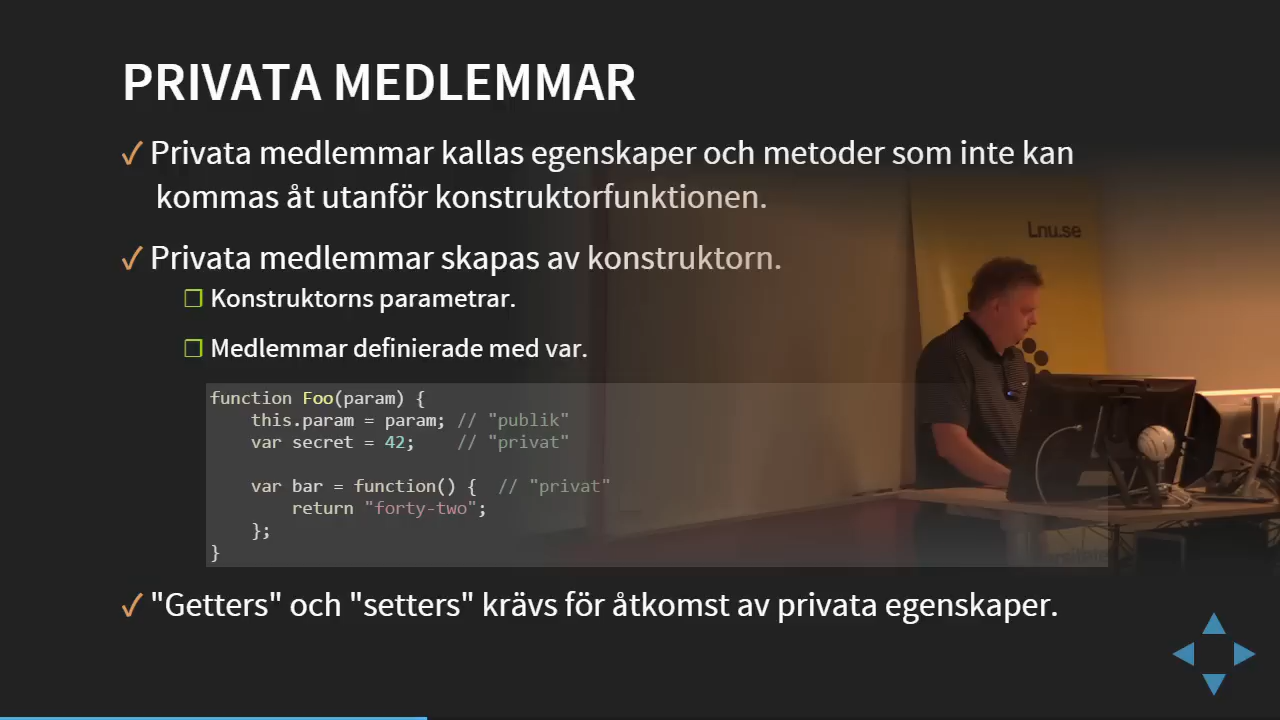 PRIVATA MEDLEMMAR
✓ Privata medlemmar kallas egenskaper och metoder som inte kan
kommas åt utanför konstruktorfunktionen.
✓ Privata medlemmar skapas av konstruktorn.
❐ Konstruktorns parametrar.
❐ Medlemmar definierade med var.
function Foo(param) {
    this.param = param; // "publik"
    var secret = 42;    // "privat"

    var bar = function() {  // "privat"
        return "forty-two";
    };
}
✓ "Getters" och "setters" krävs för åtkomst av privata egenskaper.
Lnu.se